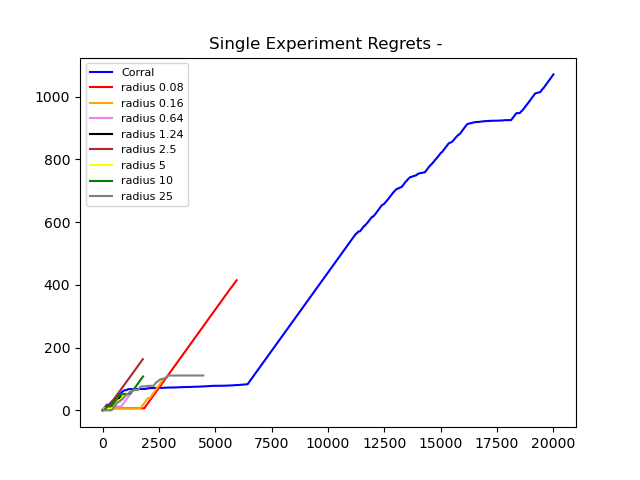 Single Experiment Regrets -
Corral
radius 0.08
radius 0.16
radius 0.64
radius 1.24
radius 2.5
radius 5
radius 10
radius 25
1000
800
600
400
200
0
0 2500 5000 7500 10000 12500 15000 17500 20000